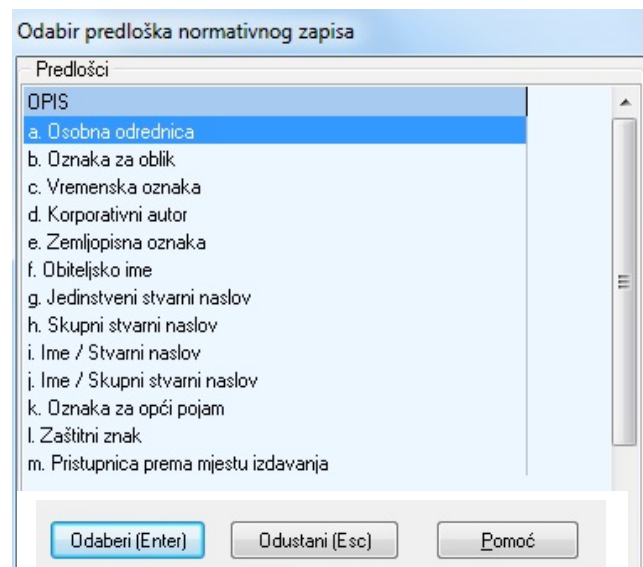 Odabir predloška normativnog zapisa
Predlošci
OPIS
a. Osobna odrednica
b. Oznaka za oblik
c. Vremenska oznaka
d. Korporativni autor
e. Zemljopisna oznaka
f. Obiteljsko ime
g. Jedinstveni stvarni naslov
h. Skupni stvarni naslov
i. Ime / Stvarni naslov
j. Ime / Skupni stvarni naslov
k. Oznaka za opći pojam
l. Zaštitni znak
m. Pristupnica prema mjestu izdavanja
Odaberi (Enter) Odustani (Esc) Pomoć